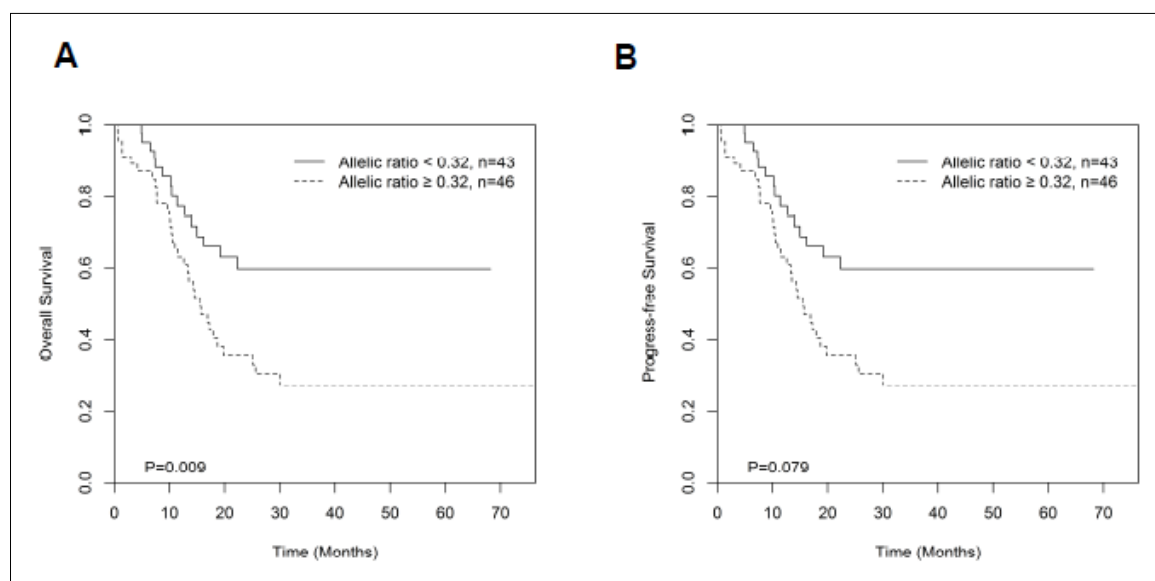 A
Overall Survival
1.0
0.8
0.6
0.4
0.2
0.0
Allelic ratio < 0.32, n=43
Allelic ratio ≥ 0.32, n=46
P=0.009
0 10 20 30 40 50 60 70
Time (Months)
B
Progress-free Survival
1.0
0.8
0.6
0.4
0.2
0.0
Allelic ratio < 0.32, n=43
Allelic ratio ≥ 0.32, n=46
P=0.079
0 10 20 30 40 50 60 70
Time (Months)